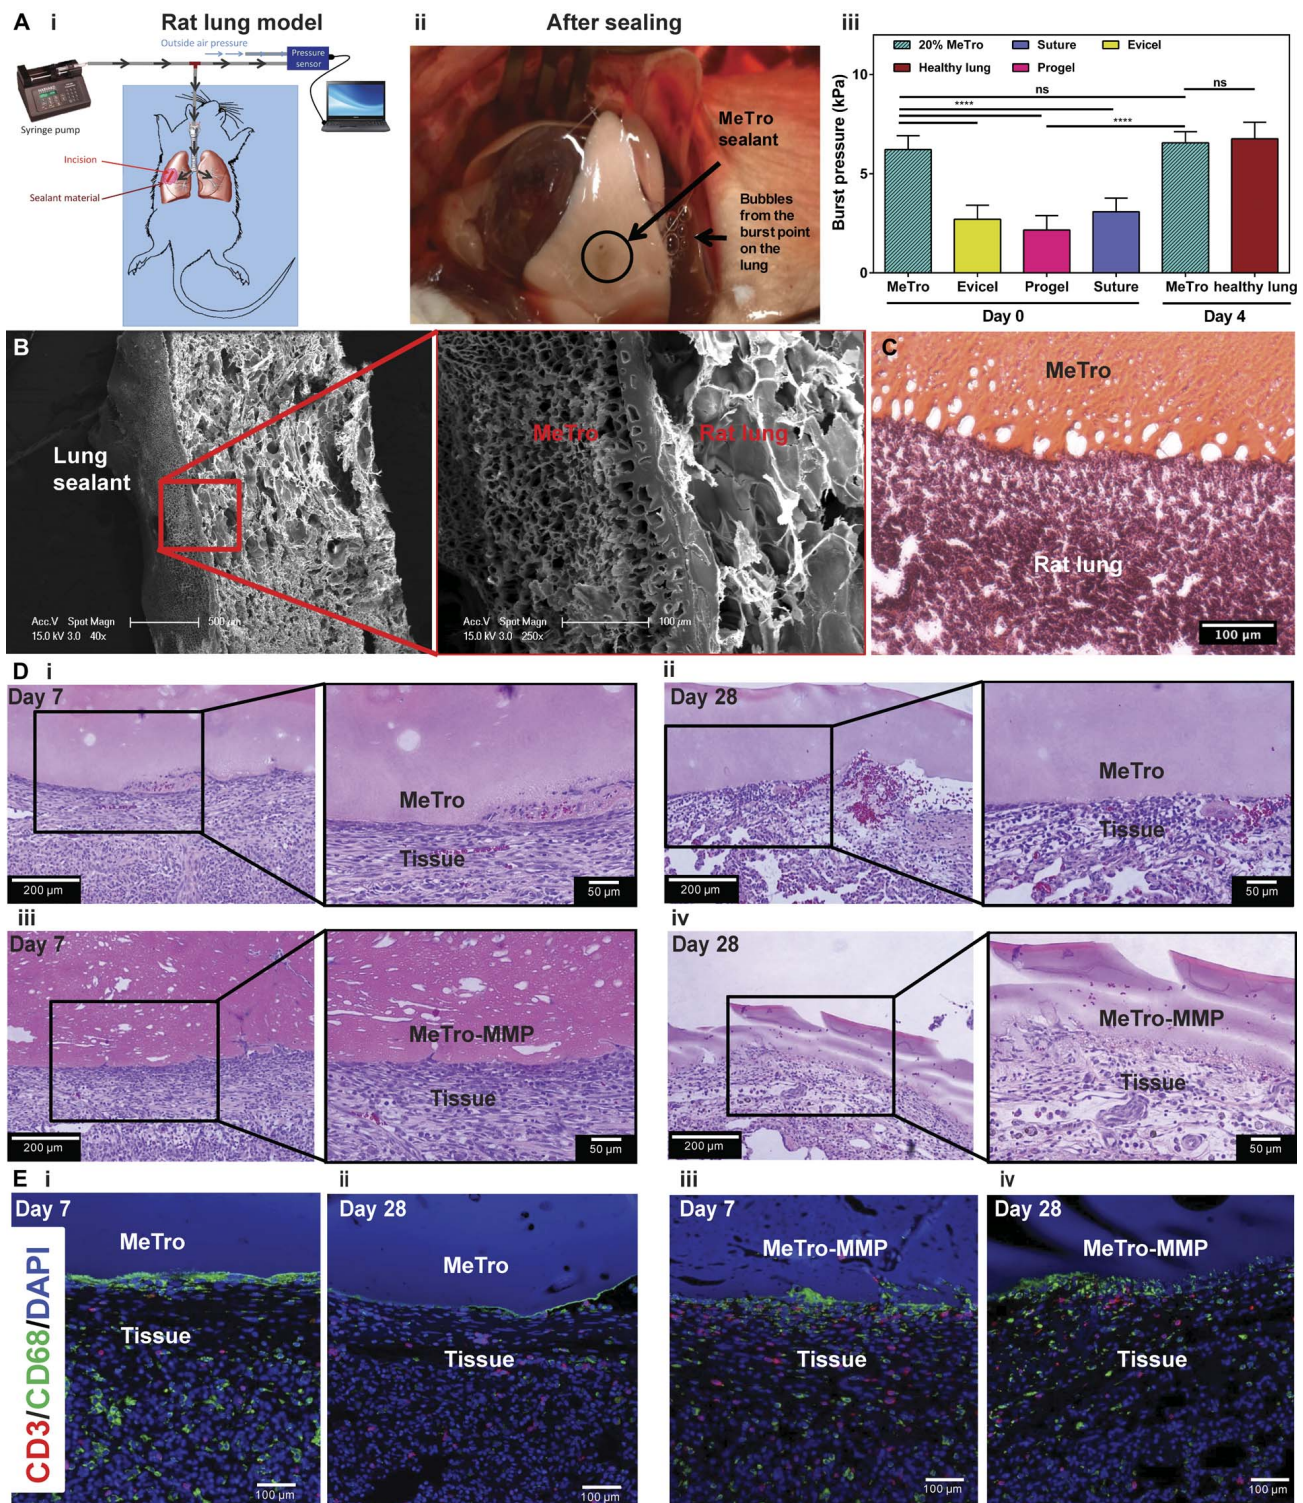 A
i
Rat lung model
Outside air pressure
Pressure
sensor
Syringe pump
Incision
Sealant material
ii
After sealing
MeTro
sealant
Bubbles
from the
burst point
on the
lung
iii
20% MeTro
Suture
Evicel
Healthy lung
Progel
Burst pressure (kPa)
10
5
0
ns
ns
****
****
MeTro
Evicel
Progel
Suture
MeTro
healthy lung
Day 0
Day 4
B
Lung
sealant
Acc.V Spot Magn
15.0 kV 3.0 40x
500 µm
MeTro
Rat lung
Acc.V Spot Magn
15.0 kV 3.0 250x
100 µm
C
MeTro
Rat lung
100 µm
D
i
Day 7
200 µm
MeTro
Tissue
50 µm
ii
Day 28
200 µm
MeTro
Tissue
50 µm
iii
Day 7
200 µm
MeTro-MMP
Tissue
50 µm
iv
Day 28
200 µm
MeTro-MMP
Tissue
50 µm
E
i
Day 7
CD3/CD68/DAPI
MeTro
Tissue
100 µm
ii
Day 28
MeTro
Tissue
100 µm
iii
Day 7
MeTro-MMP
Tissue
100 µm
iv
Day 28
MeTro-MMP
Tissue
100 µm